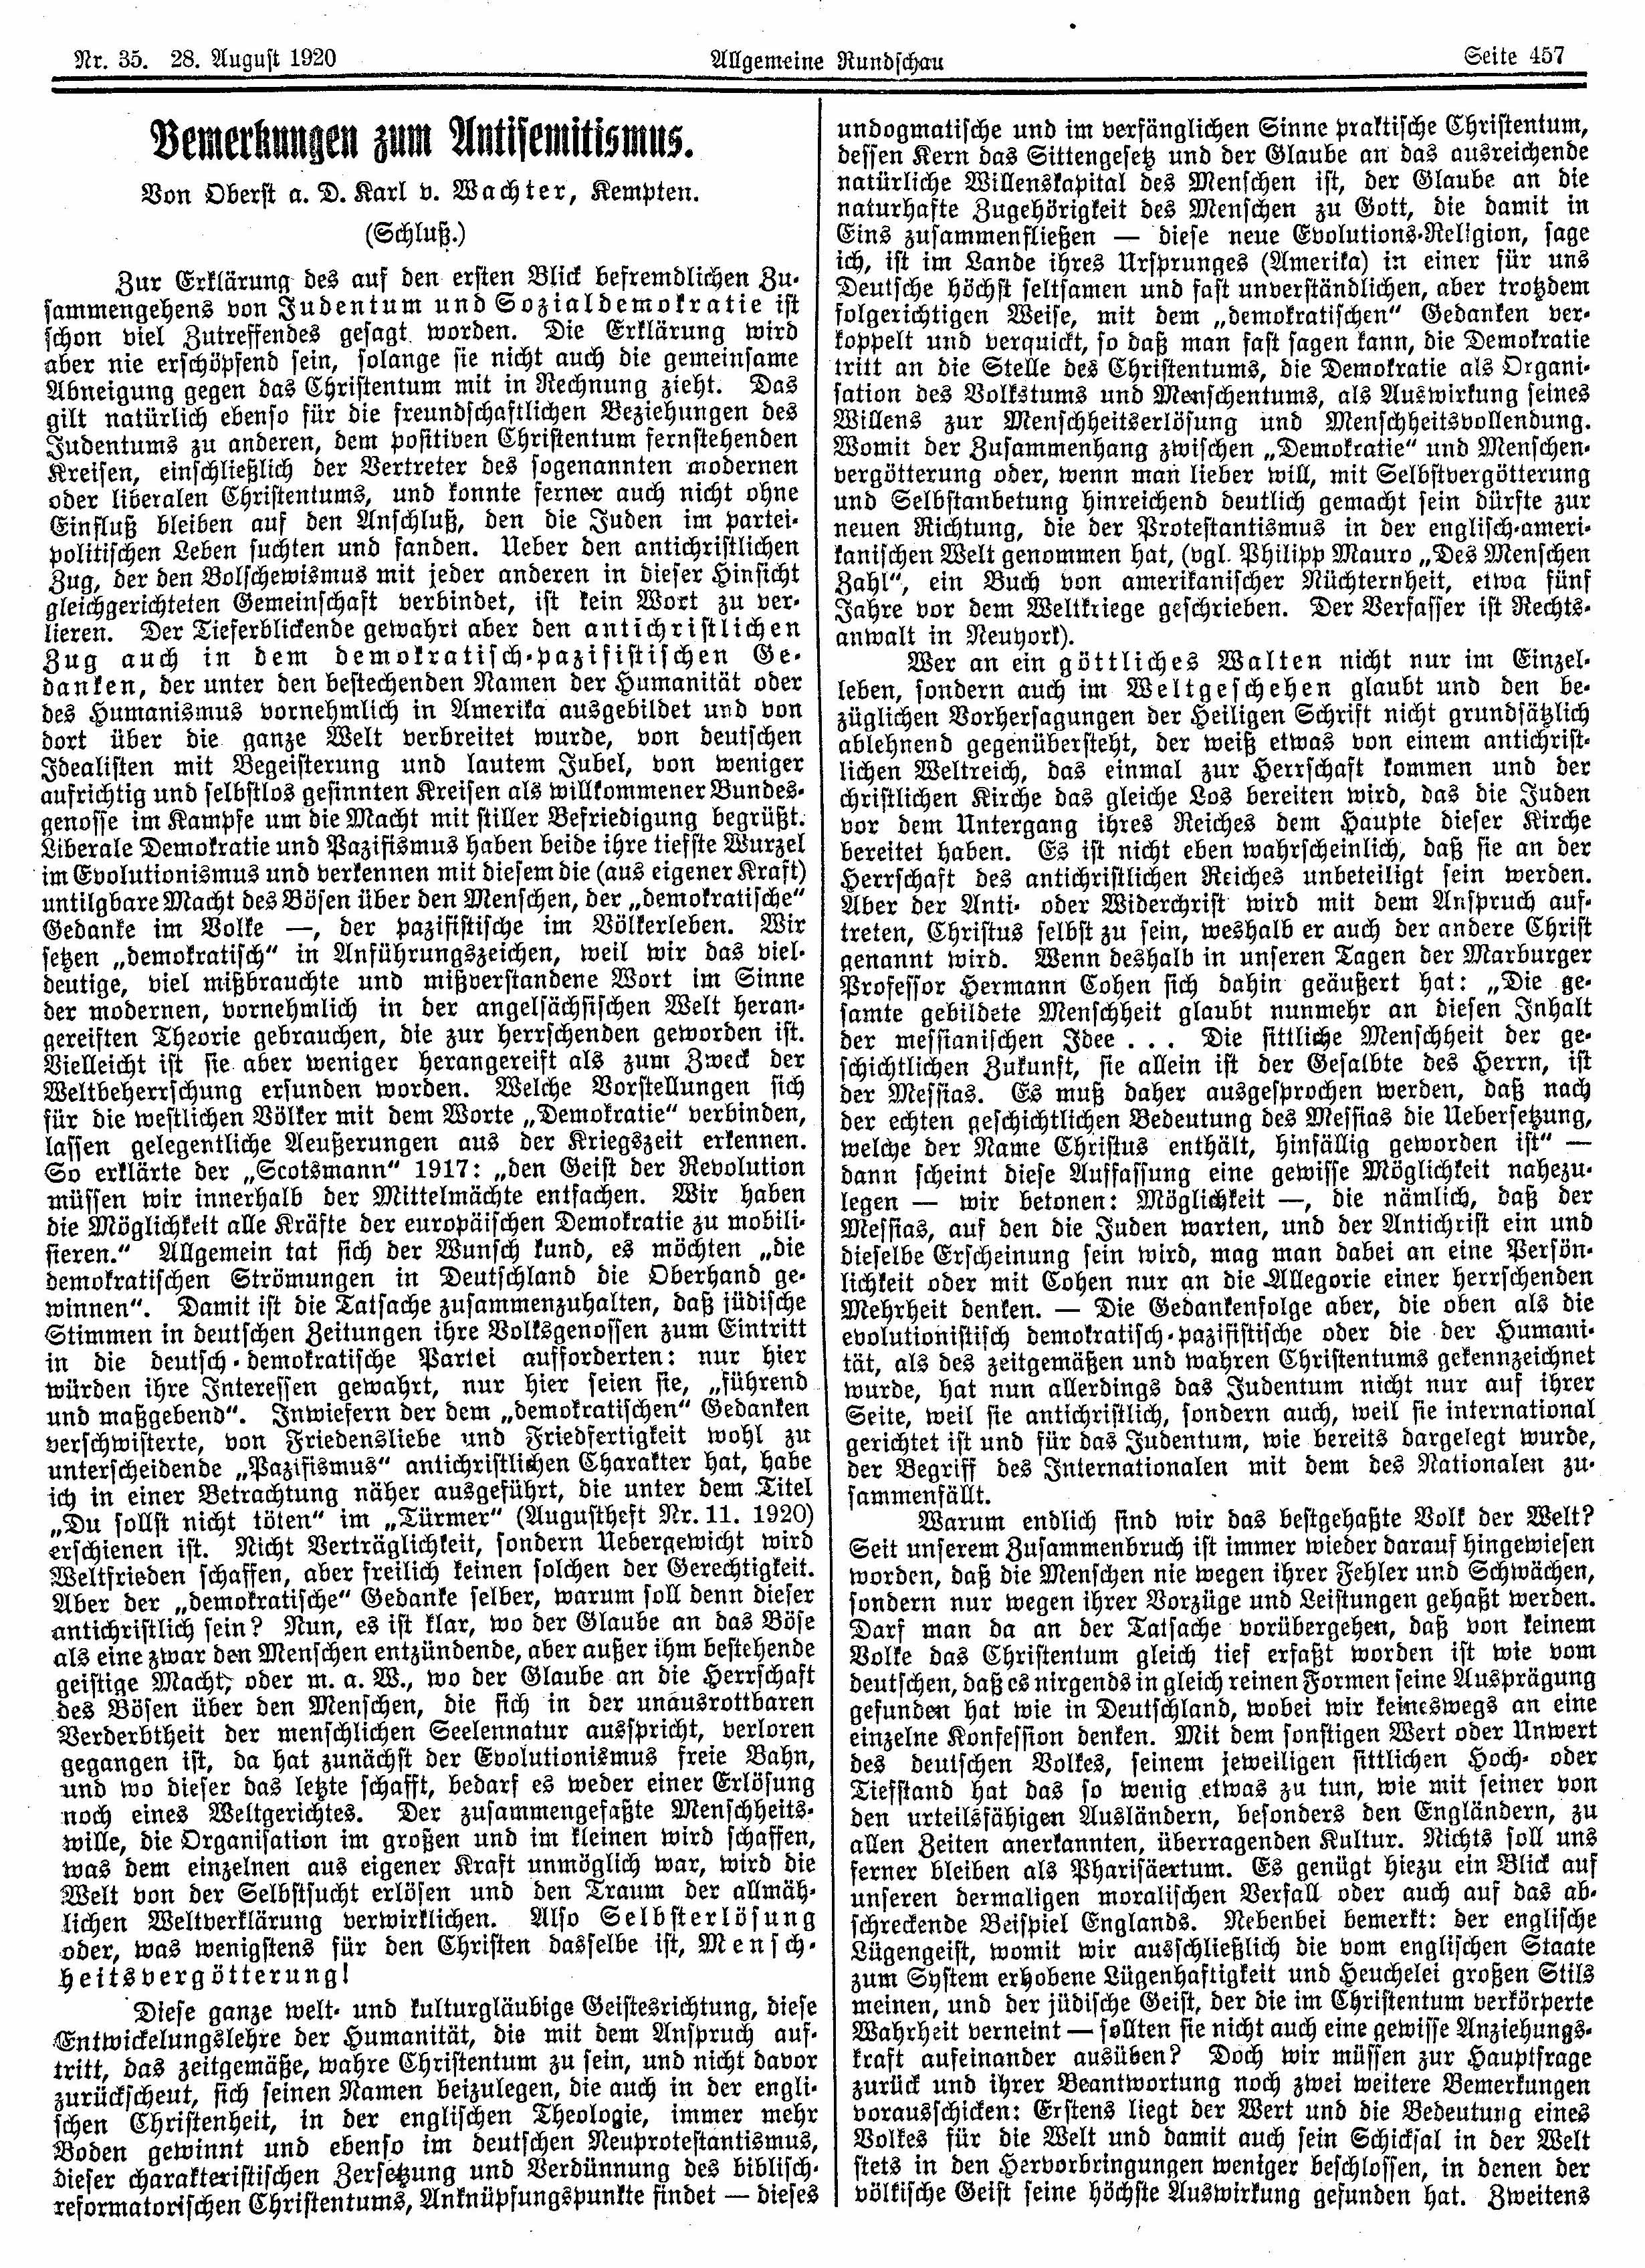 Nr. 35. 28. August 1920
Allgemeine Rundschau
Seite 457
Bemerkungen zum Antisemitismus.
Von Oberst a. D. Karl v. Wachter, Kempten.
(Schluß.)
Zur Erklärung des auf den ersten Blick befremdlichen Zu-
sammengehens von Judentum und Sozialdemokratie ist
schon viel Zutreffendes gesagt worden. Die Erklärung wird
aber nie erschöpfend sein, solange sie nicht auch die gemeinsame
Abneigung gegen das Christentum mit in Rechnung zieht. Das
gilt natürlich ebenso für die freundschaftlichen Beziehungen des
Judentums zu anderen, dem positiven Christentum fernstehenden
Kreisen, einschließlich der Vertreter des sogenannten modernen
oder liberalen Christentums, und konnte ferner auch nicht ohne
Einfluß bleiben auf den Anschluß, den die Juden im partei-
politischen Leben suchten und fanden. Ueber den antichristlichen
Zug, der den Bolschewismus mit jeder anderen in dieser Hinsicht
gleichgerichteten Gemeinschaft verbindet, ist kein Wort zu ver-
lieren. Der Tieferblickende gewahrt aber den antichristlichen
Zug auch in dem demokratisch-pazifistischen Ge-
danken, der unter den bestechenden Namen der Humanität oder
des Humanismus vornehmlich in Amerika ausgebildet und von
dort über die ganze Welt verbreitet wurde, von deutschen
Idealisten mit Begeisterung und lautem Jubel, von weniger
aufrichtig und selbstlos gesinnten Kreisen als willkommener Bundes-
genosse im Kampfe um die Macht mit stiller Befriedigung begrüßt.
Liberale Demokratie und Pazifismus haben beide ihre tiefste Wurzel
im Evolutionismus und verkennen mit diesem die (aus eigener Kraft)
untilgbare Macht des Bösen über den Menschen, der „demokratische“
Gedanke im Volke —, der pazifistische im Völkerleben. Wir
setzen „demokratisch“ in Anführungszeichen, weil wir das viel-
deutige, viel mißbrauchte und mißverstandene Wort im Sinne
der modernen, vornehmlich in der angelsächsischen Welt heran-
gereiften Theorie gebrauchen, die zur herrschenden geworden ist.
Vielleicht ist sie aber weniger herangereift als zum Zweck der
Weltbeherrschung erfunden worden. Welche Vorstellungen sich
für die westlichen Völker mit dem Worte „Demokratie“ verbinden,
lassen gelegentliche Aeußerungen aus der Kriegszeit erkennen.
So erklärte der „Scotsmann“ 1917: „den Geist der Revolution
müssen wir innerhalb der Mittelmächte entfachen. Wir haben
die Möglichkeit alle Kräfte der europäischen Demokratie zu mobili-
sieren.“ Allgemein tat sich der Wunsch kund, es möchten „die
demokratischen Strömungen in Deutschland die Oberhand ge-
winnen“. Damit ist die Tatsache zusammenzuhalten, daß jüdische
Stimmen in deutschen Zeitungen ihre Volksgenossen zum Eintritt
in die deutsch-demokratische Partei aufforderten: nur hier
würden ihre Interessen gewahrt, nur hier seien sie, „führend
und maßgebend“. Inwiefern der dem „demokratischen“ Gedanken
verschwisterte, von Friedensliebe und Friedfertigkeit wohl zu
unterscheidende „Pazifismus“ antichristlichen Charakter hat, habe
ich in einer Betrachtung näher ausgeführt, die unter dem Titel
„Du sollst nicht töten“ im „Türmer“ (Augustheft Nr. 11. 1920)
erschienen ist. Nicht Verträglichkeit, sondern Uebergewicht wird
Weltfrieden schaffen, aber freilich keinen solchen der Gerechtigkeit.
Aber der „demokratische“ Gedanke selber, warum soll denn dieser
antichristlich sein? Nun, es ist klar, wo der Glaube an das Böse
als eine zwar den Menschen entzündende, aber außer ihm bestehende
geistige Macht, oder m. a. W., wo der Glaube an die Herrschaft
des Bösen über den Menschen, die sich in der unausrottbaren
Verderbtheit der menschlichen Seelennatur ausspricht, verloren
gegangen ist, da hat zunächst der Evolutionismus freie Bahn,
und wo dieser das letzte schafft, bedarf es weder einer Erlösung
noch eines Weltgerichtes. Der zusammengefaßte Menschheits-
wille, die Organisation im großen und im kleinen wird schaffen,
was dem einzelnen aus eigener Kraft unmöglich war, wird die
Welt von der Selbstsucht erlösen und den Traum der allmäh-
lichen Weltverklärung verwirklichen. Also Selbsterlösung
oder, was wenigstens für den Christen dasselbe ist, Mensch-
heitsvergötterung!
Diese ganze welt- und kulturgläubige Geistesrichtung, diese
Entwickelungslehre der Humanität, die mit dem Anspruch auf-
tritt, das zeitgemäße, wahre Christentum zu sein, und nicht davor
zurückscheut, sich seinen Namen beizulegen, die auch in der engli-
schen Christenheit, in der englischen Theologie, immer mehr
Boden gewinnt und ebenso im deutschen Neuprotestantismus,
dieser charakteristischen Zersetzung und Verdünnung des biblisch-
reformatorischen Christentums, Anknüpfungspunkte findet — dieses
undogmatische und im verfänglichen Sinne praktische Christentum,
dessen Kern das Sittengesetz und der Glaube an das ausreichende
natürliche Willenskapital des Menschen ist, der Glaube an die
naturhafte Zugehörigkeit des Menschen zu Gott, die damit in
Eins zusammenfließen — diese neue Evolutions-Religion, sage
ich, ist im Lande ihres Ursprunges (Amerika) in einer für uns
Deutsche höchst seltsamen und fast unverständlichen, aber trotzdem
folgerichtigen Weise, mit dem „demokratischen“ Gedanken ver-
koppelt und verquickt, so daß man fast sagen kann, die Demokratie
tritt an die Stelle des Christentums, die Demokratie als Organi-
sation des Volkstums und Menschentums, als Auswirkung seines
Willens zur Menschheitserlösung und Menschheitsvollendung.
Womit der Zusammenhang zwischen „Demokratie“ und Menschen-
vergötterung oder, wenn man lieber will, mit Selbstvergötterung
und Selbstanbetung hinreichend deutlich gemacht sein dürfte zur
neuen Richtung, die der Protestantismus in der englisch-ameri-
kanischen Welt genommen hat, (vgl. Philipp Mauro „Des Menschen
Zahl“, ein Buch von amerikanischer Nüchternheit, etwa fünf
Jahre vor dem Weltkriege geschrieben. Der Verfasser ist Rechts-
anwalt in Neuyork).
Wer an ein göttliches Walten nicht nur im Einzel-
leben, sondern auch im Weltgeschehen glaubt und den be-
züglichen Vorhersagungen der Heiligen Schrift nicht grundsätzlich
ablehnend gegenübersteht, der weiß etwas von einem antichrist-
lichen Weltreich, das einmal zur Herrschaft kommen und der
christlichen Kirche das gleiche Los bereiten wird, das die Juden
vor dem Untergang ihres Reiches dem Haupte dieser Kirche
bereitet haben. Es ist nicht eben wahrscheinlich, daß sie an der
Herrschaft des antichristlichen Reiches unbeteiligt sein werden.
Aber der Anti- oder Widerchrist wird mit dem Anspruch auf-
treten, Christus selbst zu sein, weshalb er auch der andere Christ
genannt wird. Wenn deshalb in unseren Tagen der Marburger
Professor Hermann Cohen sich dahin geäußert hat: „Die ge-
samte gebildete Menschheit glaubt nunmehr an diesen Inhalt
der messianischen Idee . . . Die sittliche Menschheit der ge-
schichtlichen Zukunft, sie allein ist der Gesalbte des Herrn, ist
der Messias. Es muß daher ausgesprochen werden, daß nach
der echten geschichtlichen Bedeutung des Messias die Uebersetzung,
welche der Name Christus enthält, hinfällig geworden ist“ —
dann scheint diese Auffassung eine gewisse Möglichkeit nahezu-
legen — wir betonen: Möglichkeit —, die nämlich, daß der
Messias, auf den die Juden warten, und der Antichrist ein und
dieselbe Erscheinung sein wird, mag man dabei an eine Persön-
lichkeit oder mit Cohen nur an die Allegorie einer herrschenden
Mehrheit denken. — Die Gedankenfolge aber, die oben als die
evolutionistisch demokratisch-pazifistische oder die der Humani-
tät, als des zeitgemäßen und wahren Christentums gekennzeichnet
wurde, hat nun allerdings das Judentum nicht nur auf ihrer
Seite, weil sie antichristlich, sondern auch, weil sie international
gerichtet ist und für das Judentum, wie bereits dargelegt wurde,
der Begriff des Internationalen mit dem des Nationalen zu-
sammenfällt.
Warum endlich sind wir das bestgehaßte Volk der Welt?
Seit unserem Zusammenbruch ist immer wieder darauf hingewiesen
worden, daß die Menschen nie wegen ihrer Fehler und Schwächen,
sondern nur wegen ihrer Vorzüge und Leistungen gehaßt werden.
Darf man da an der Tatsache vorübergehen, daß von keinem
Volke das Christentum gleich tief erfaßt worden ist wie vom
deutschen, daß es nirgends in gleich reinen Formen seine Ausprägung
gefunden hat wie in Deutschland, wobei wir keineswegs an eine
einzelne Konfession denken. Mit dem sonstigen Wert oder Unwert
des deutschen Volkes, seinem jeweiligen sittlichen Hoch- oder
Tiefstand hat das so wenig etwas zu tun, wie mit seiner von
den urteilsfähigen Ausländern, besonders den Engländern, zu
allen Zeiten anerkannten, überragenden Kultur. Nichts soll uns
ferner bleiben als Pharisäertum. Es genügt hiezu ein Blick auf
unseren dermaligen moralischen Verfall oder auch auf das ab-
schreckende Beispiel Englands. Nebenbei bemerkt: der englische
Lügengeist, womit wir ausschließlich die vom englischen Staate
zum System erhobene Lügenhaftigkeit und Heuchelei großen Stils
meinen, und der jüdische Geist, der die im Christentum verkörperte
Wahrheit verneint — sollten sie nicht auch eine gewisse Anziehungs-
kraft aufeinander ausüben? Doch wir müssen zur Hauptfrage
zurück und ihrer Beantwortung noch zwei weitere Bemerkungen
vorausschicken: Erstens liegt der Wert und die Bedeutung eines
Volkes für die Welt und damit auch sein Schicksal in der Welt
stets in den Hervorbringungen weniger beschlossen, in denen der
völkische Geist seine höchste Auswirkung gefunden hat. Zweitens